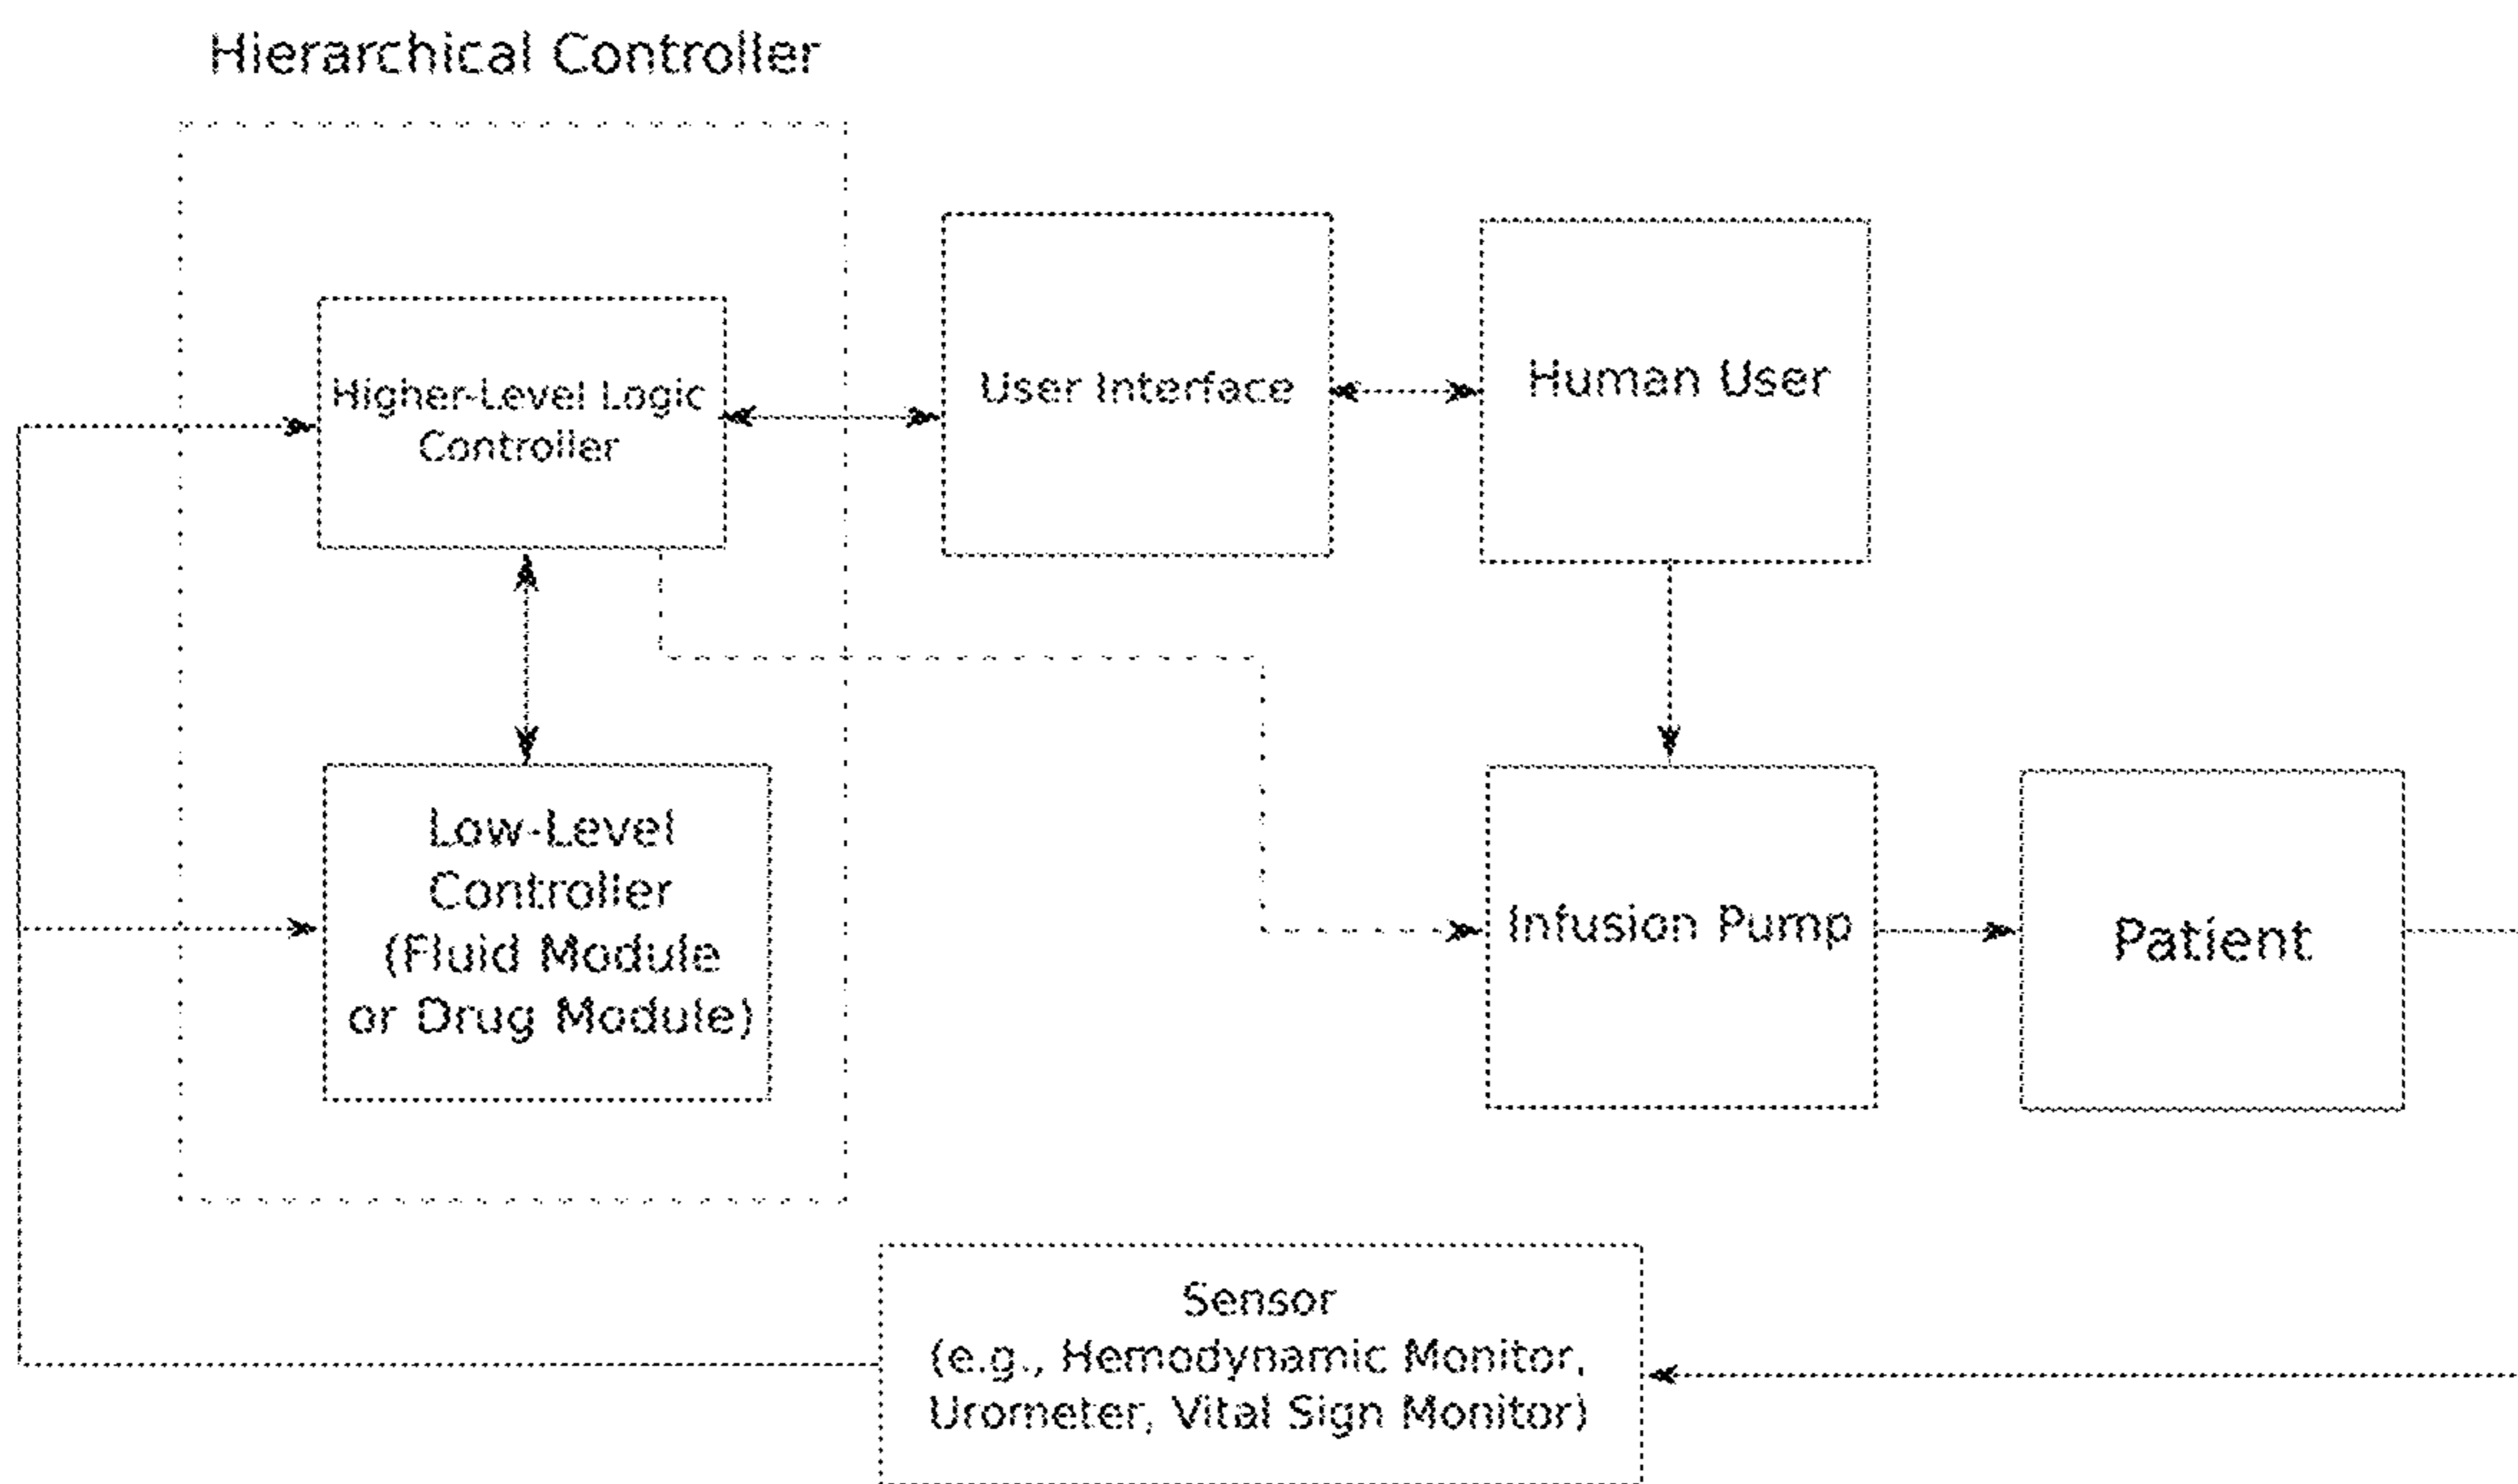 Hierarchical Controller
Higher-Level Logic
Controller
User Interface
Human User
Low-Level
Controller
(Fluid Module
or Drug Module)
Infusion Pump
Patient
Sensor
(e.g., Hemodynamic Monitor,
Urometer, Vital Sign Monitor)